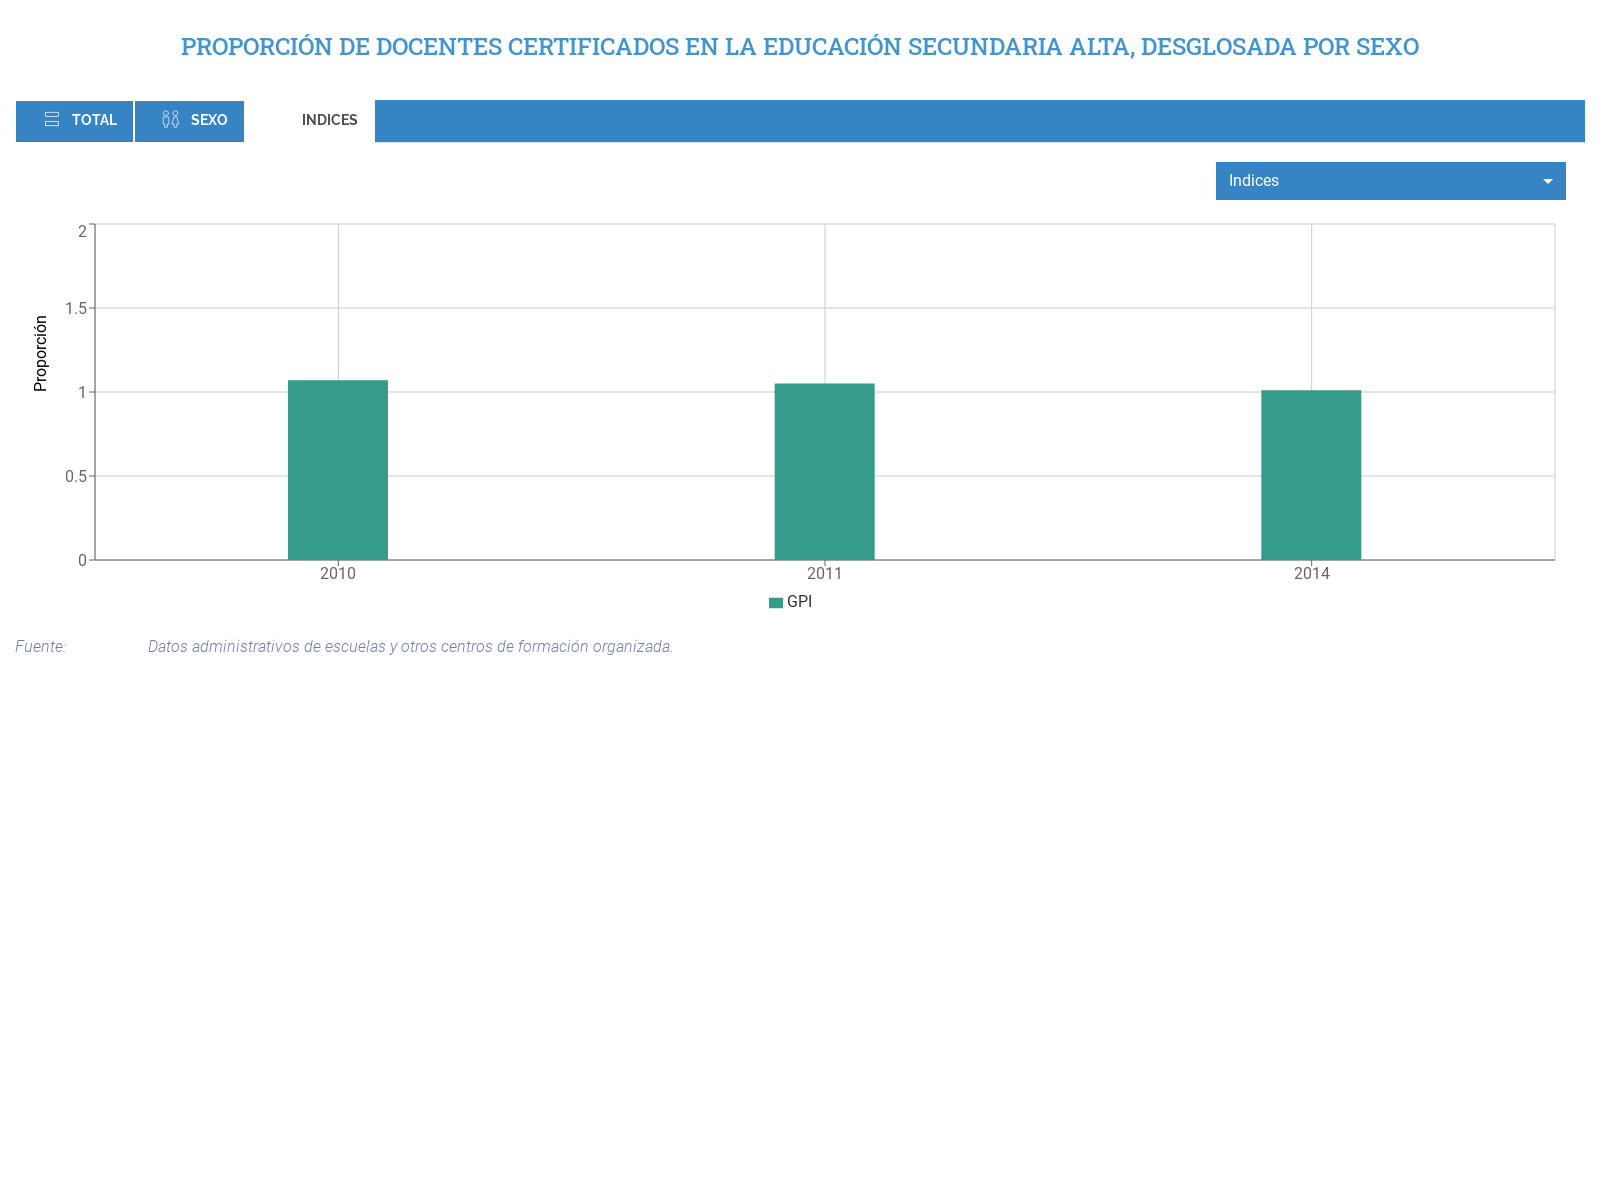 PROPORCIÓN DE DOCENTES CERTIFICADOS EN LA EDUCACIÓN SECUNDARIA ALTA, DESGLOSADA POR SEXO
TOTAL SEXO INDICES
Indices
Proporción
2
1.5
1
0.5
0
2010 2011 2014
GPI
Fuente: Datos administrativos de escuelas y otros centros de formación organizada.